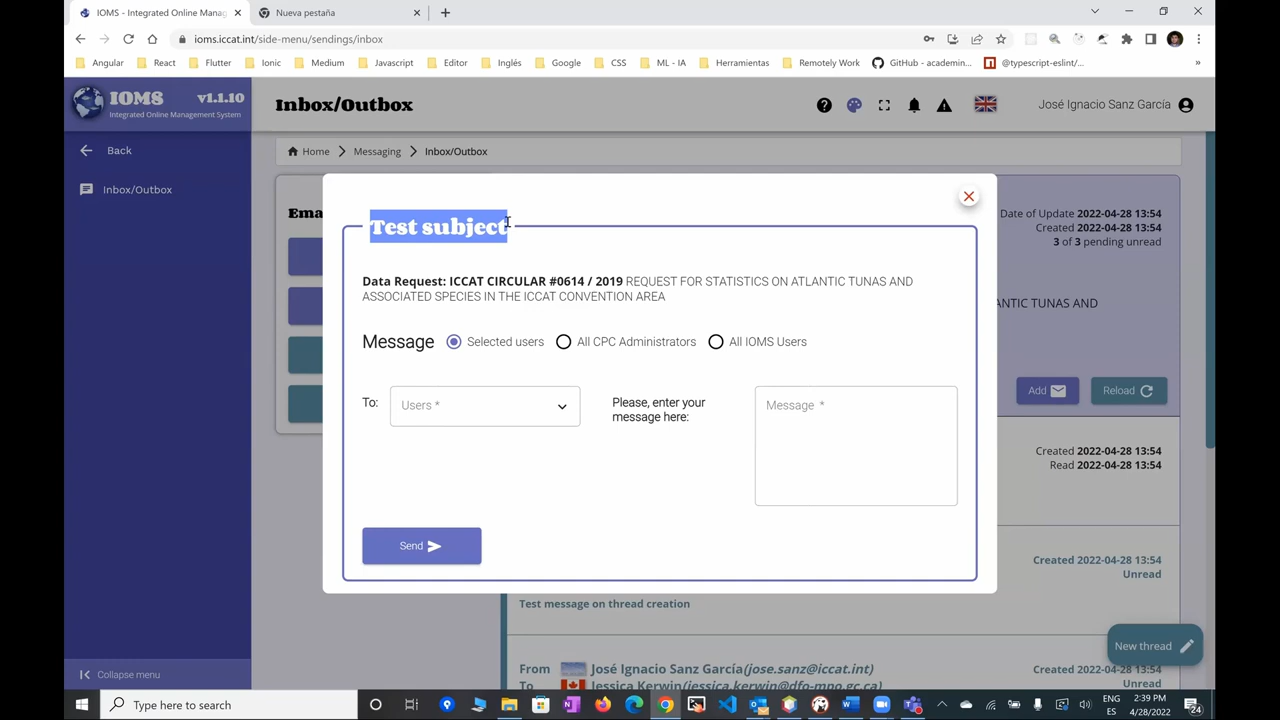 IOMS - Integrated Online Manag
Nueva pestaña
ioms.iccat.int/side-menu/sendings/inbox
Angular React Flutter Ionic Medium Javascript Editor Inglés Google CSS ML - IA Herramientas Remotely Work GitHub - academin... @typescript-eslint/... »
IOMS v1.1.10
Integrated Online Management System
Inbox/Outbox
José Ignacio Sanz García
Back
Inbox/Outbox
Home Messaging Inbox/Outbox
Ema
Date of Update 2022-04-28 13:54
Created 2022-04-28 13:54
3 of 3 pending unread
Test subject
Data Request: ICCAT CIRCULAR #0614 / 2019 REQUEST FOR STATISTICS ON ATLANTIC TUNAS AND
ASSOCIATED SPECIES IN THE ICCAT CONVENTION AREA
ANTIC TUNAS AND
Message Selected users All CPC Administrators All IOMS Users
To: Users * Please, enter your
message here:
Message *
Add Reload
Created 2022-04-28 13:54
Read 2022-04-28 13:54
Send
Created 2022-04-28 13:54
Unread
Test message on thread creation
New thread
From José Ignacio Sanz García(jose.sanz@iccat.int)
Created 2022-04-28 13:54
To Jessica Kerwin(jessica.kerwin@dfo-mpo.gc.ca)
Unread
Collapse menu
Type here to search
ENG
ES
2:39 PM
4/28/2022
24